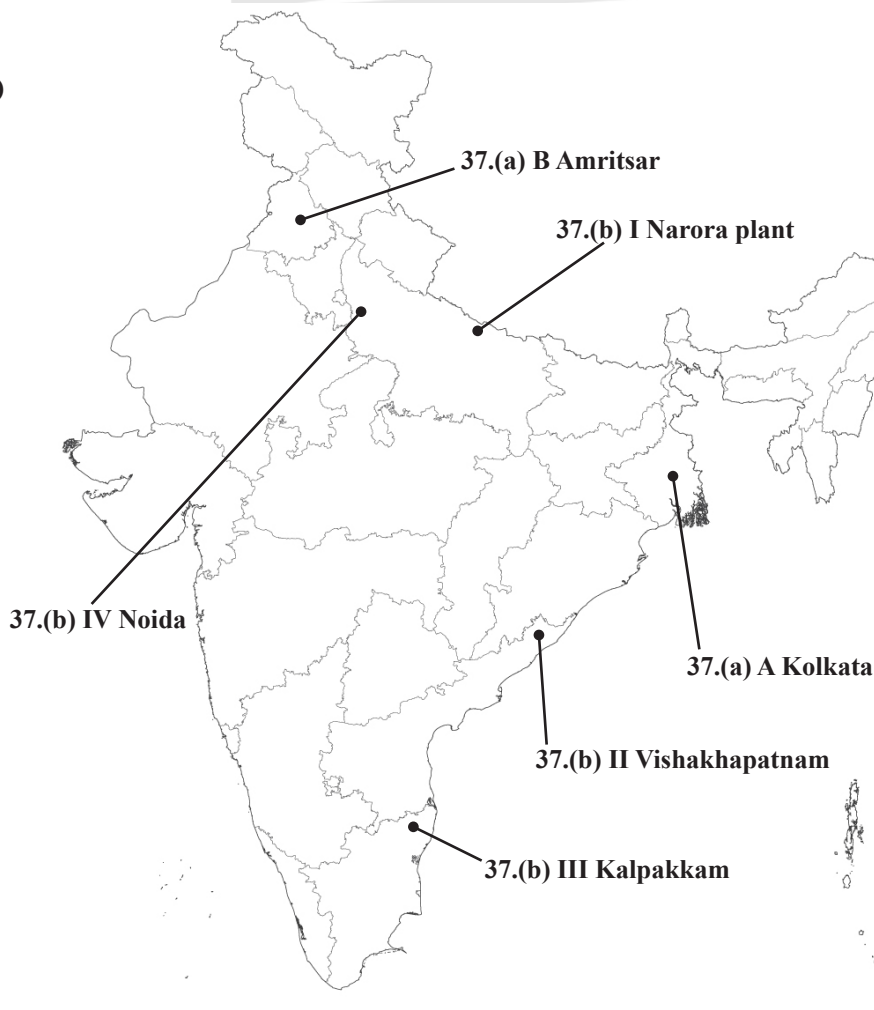 )
37.(a) B Amritsar
37.(b) I Narora plant
37.(b) IV Noida
37.(a) A Kolkata
37.(b) II Vishakhapatnam
37.(b) III Kalpakkam